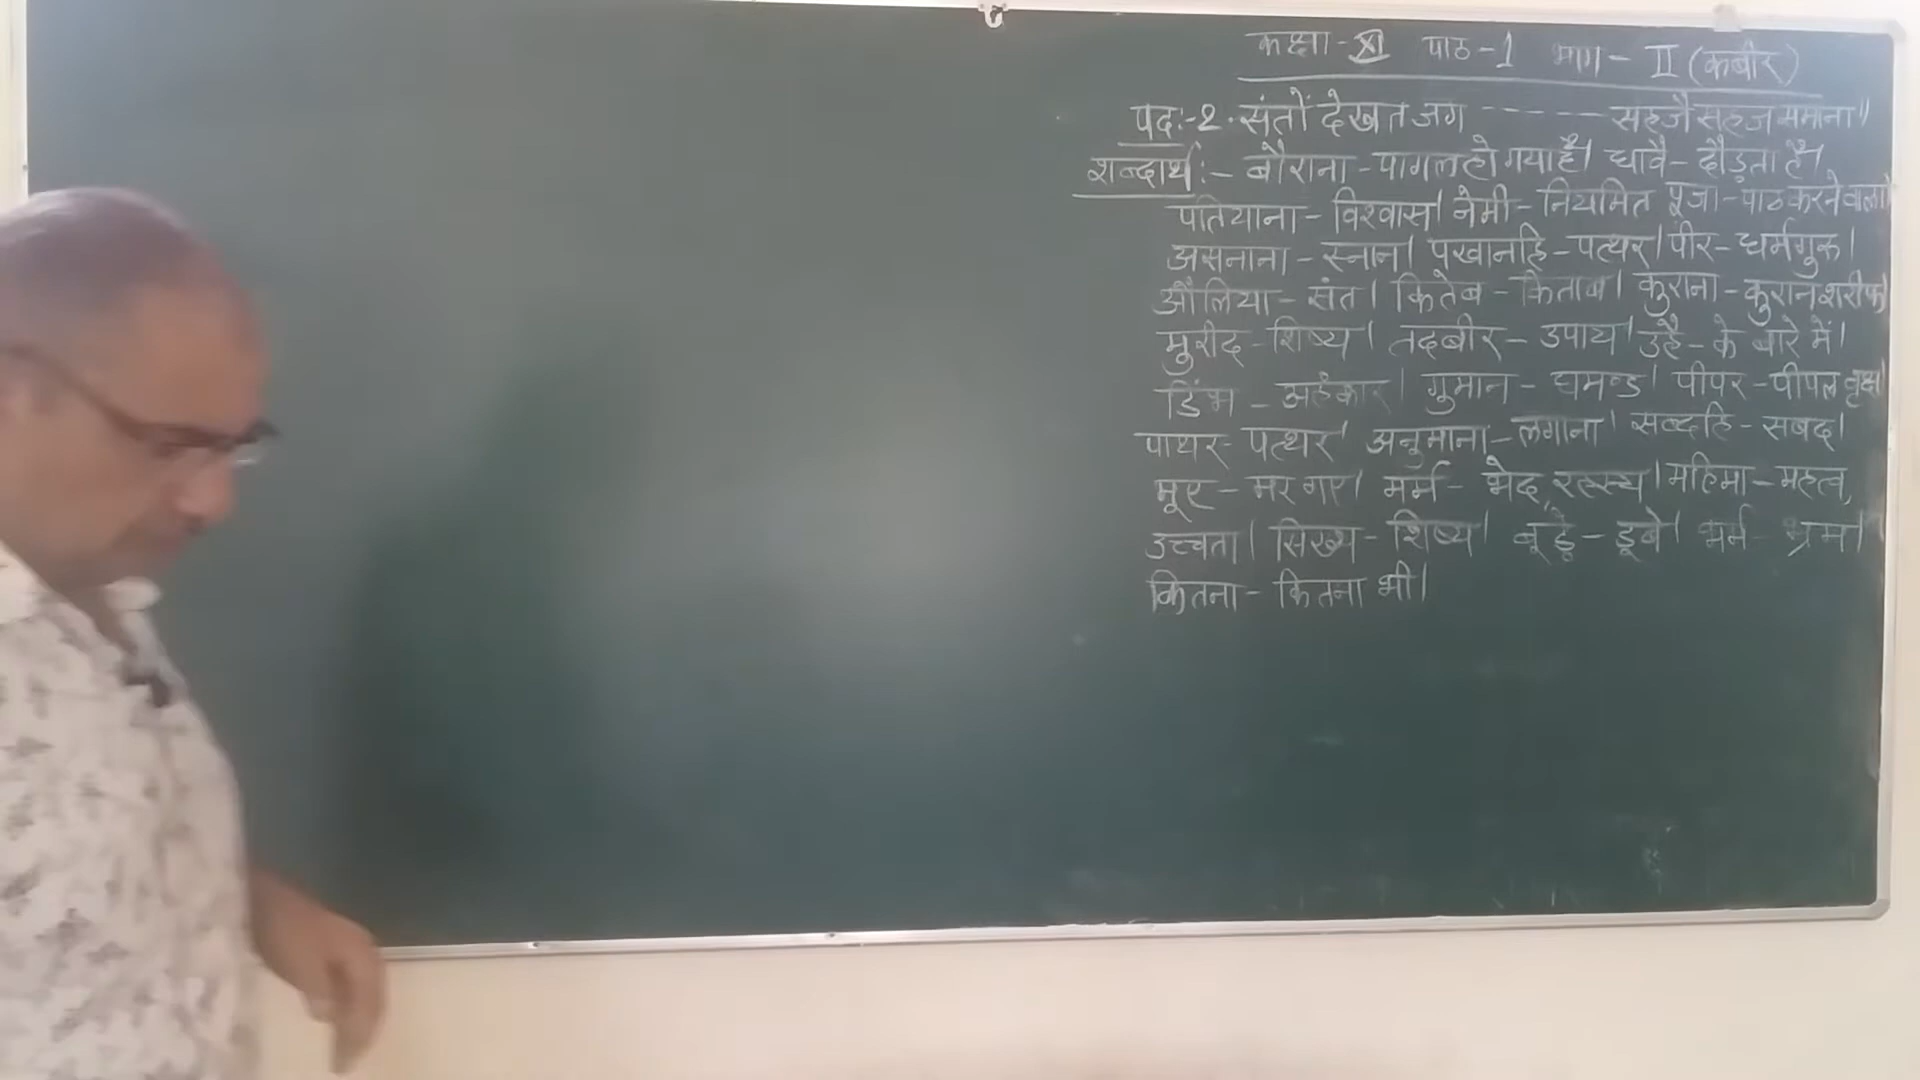 कक्षा-XI पाठ-1 भाग- II (कबीर)
पद:-2. संतों देखत जग ----- सहजै सहज समाना"
शब्दार्थ:- बौराना-पागल हो गया है। धावै-दौड़ता है।
पतियाना-विश्वास। नेमी-नियमित पूजा-पाठ करने वाला।
असनाना-स्नान। पखानहि-पत्थर। पीर-धर्मगुरु।
औलिया-संत। कितेब-किताब। कुराना-कुरान शरीफ।
मुरीद-शिष्य। तदबीर-उपाय। उहै-के बारे में।
डिंभ-अहंकार। गुमान-घमण्ड। पीपर-पीपल वृक्ष।
पाथर-पत्थर। अनुमाना-लगाना। सब्दहि-सबद।
मूए-मर गए। मर्म-भेद, रहस्य। महिमा-महत्व,
उच्चता। सिख्य-शिष्य। बूड़े-डूबे। भर्म-भ्रम।
कितना-कितना भी।